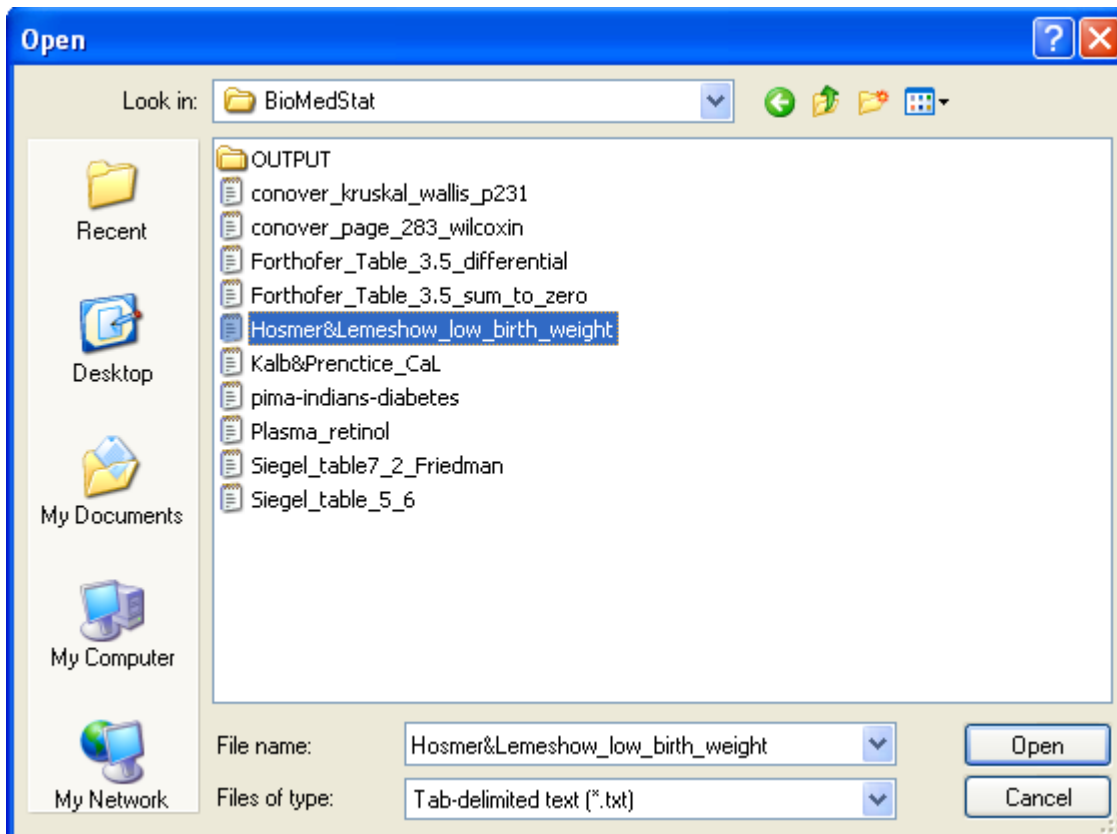 Open
Look in: BioMedStat
Recent
Desktop
My Documents
My Computer
My Network
OUTPUT
conover_kruskal_wallis_p231
conover_page_283_wilcoxin
Forthofer_Table_3.5_differential
Forthofer_Table_3.5_sum_to_zero
Hosmer&Lemeshow_low_birth_weight
Kalb&Prenctice_CaL
pima-indians-diabetes
Plasma_retinol
Siegel_table7_2_Friedman
Siegel_table_5_6
File name: Hosmer&Lemeshow_low_birth_weight Open
Files of type: Tab-delimited text (*.txt) Cancel